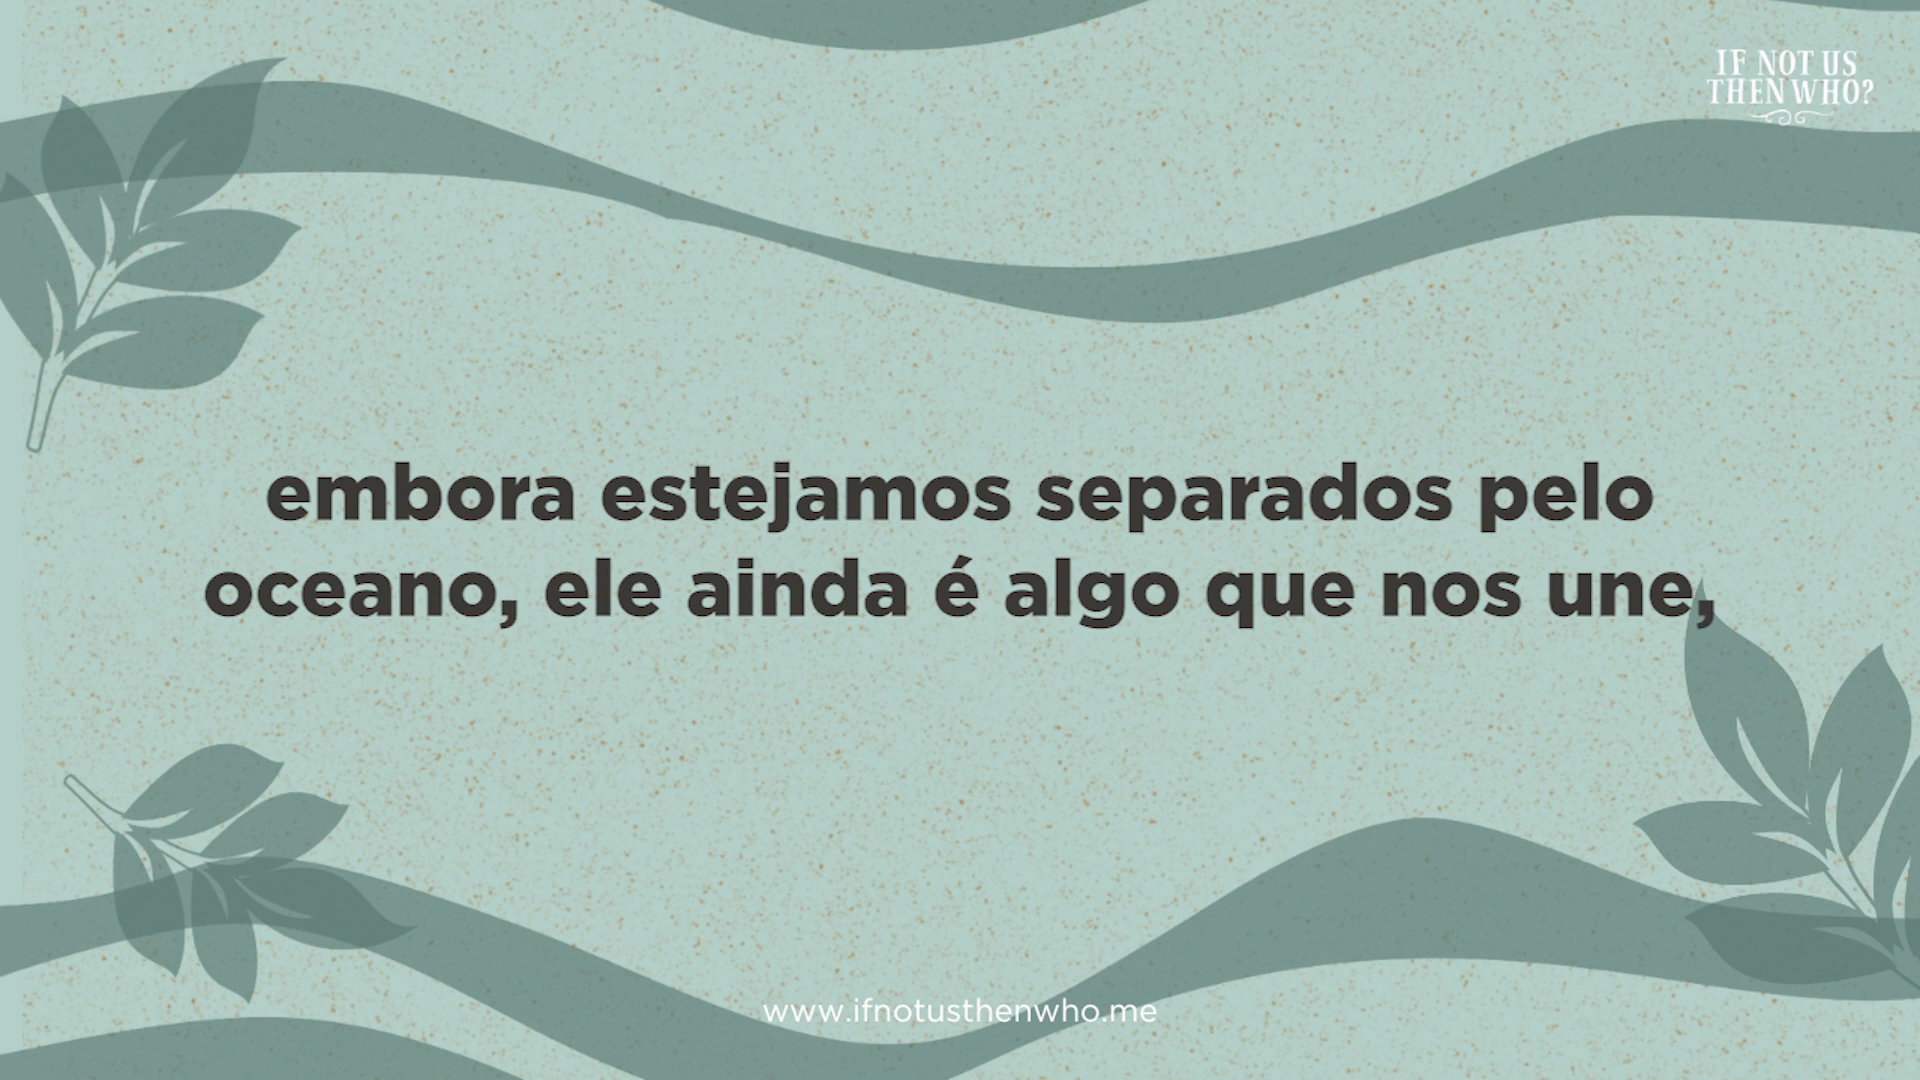 IF NOT US
THEN WHO?
embora estejamos separados pelo
oceano, ele ainda é algo que nos une,
www.ifnotusthenwho.me